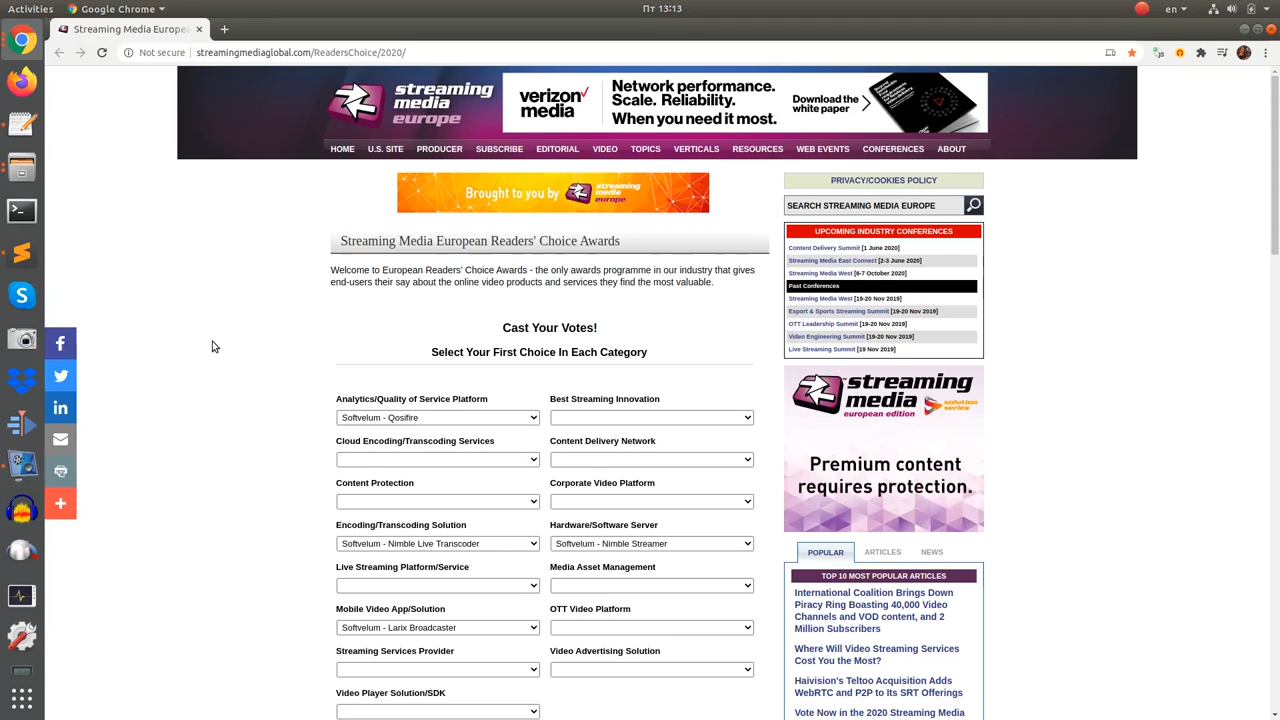 Activities
Google Chrome
Пт 13:13
en
Streaming Media Europea
Not secure
streamingmediaglobal.com/ReadersChoice/2020/
streaming
media
europe
verizon✓
media
Network performance.
Scale. Reliability.
When you need it most.
Download the
white paper
HOME U.S. SITE PRODUCER SUBSCRIBE EDITORIAL VIDEO TOPICS VERTICALS RESOURCES WEB EVENTS CONFERENCES ABOUT
Brought to you by
streaming
media
europe
Streaming Media European Readers' Choice Awards
Welcome to European Readers' Choice Awards - the only awards programme in our industry that gives
end-users their say about the online video products and services they find the most valuable.
Cast Your Votes!
Select Your First Choice In Each Category
Analytics/Quality of Service Platform
Best Streaming Innovation
Softvelum - Qosifire
Cloud Encoding/Transcoding Services
Content Delivery Network
Content Protection
Corporate Video Platform
Encoding/Transcoding Solution
Hardware/Software Server
Softvelum - Nimble Live Transcoder
Softvelum - Nimble Streamer
Live Streaming Platform/Service
Media Asset Management
Mobile Video App/Solution
OTT Video Platform
Softvelum - Larix Broadcaster
Streaming Services Provider
Video Advertising Solution
Video Player Solution/SDK
PRIVACY/COOKIES POLICY
SEARCH STREAMING MEDIA EUROPE
UPCOMING INDUSTRY CONFERENCES
Content Delivery Summit [1 June 2020]
Streaming Media East Connect [2-3 June 2020]
Streaming Media West [6-7 October 2020]
Past Conferences
Streaming Media West [19-20 Nov 2019]
Esport & Sports Streaming Summit [19-20 Nov 2019]
OTT Leadership Summit [19-20 Nov 2019]
Video Engineering Summit [19-20 Nov 2019]
Live Streaming Summit [19 Nov 2019]
streaming
media
european edition
solution
series
Premium content
requires protection.
POPULAR ARTICLES NEWS
TOP 10 MOST POPULAR ARTICLES
International Coalition Brings Down
Piracy Ring Boasting 40,000 Video
Channels and VOD content, and 2
Million Subscribers
Where Will Video Streaming Services
Cost You the Most?
Haivision's Teltoo Acquisition Adds
WebRTC and P2P to Its SRT Offerings
Vote Now in the 2020 Streaming Media